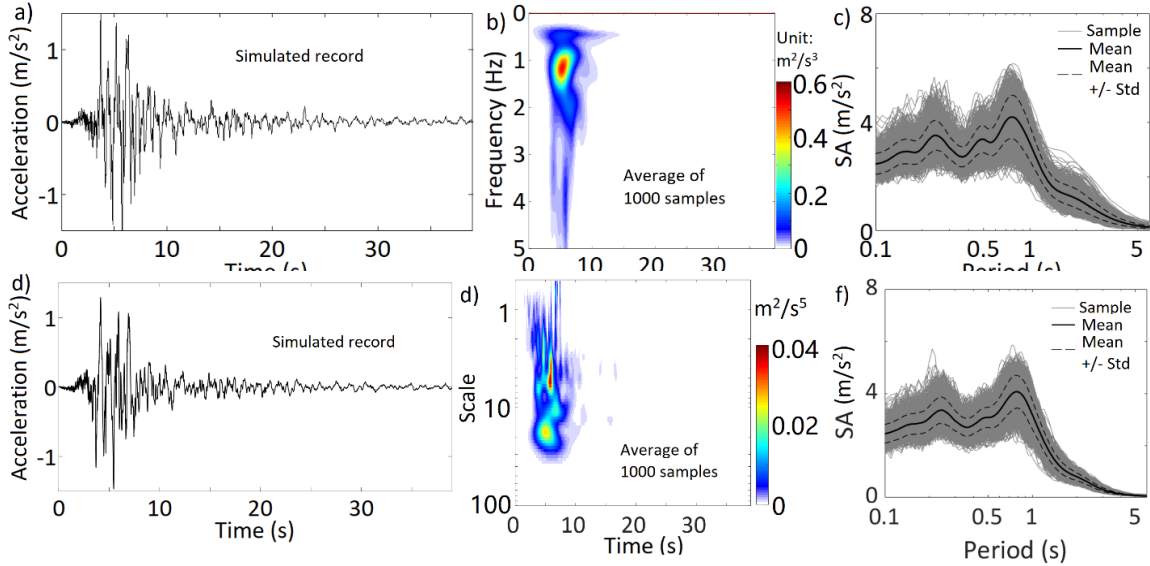 a)
Acceleration (m/s²)
1
0
-1
Simulated record
0 10 20 30
Time (s)
b)
Frequency (Hz)
0
1
2
3
4
5
Average of
1000 samples
0 10 20 30
Time (s)
Unit:
m²/s³
0.6
0.4
0.2
0
c)
SA (m/s²)
8
4
0
Sample
Mean
Mean
+/- Std
0.1 0.5 1 5
Period (s)
d)
Acceleration (m/s²)
1
0
-1
Simulated record
0 10 20 30
Time (s)
d)
Scale
1
10
100
Average of
1000 samples
0 10 20 30
Time (s)
m²/s⁵
0.04
0.02
0
f)
SA (m/s²)
8
4
0
Sample
Mean
Mean
+/- Std
0.1 0.5 1 5
Period (s)